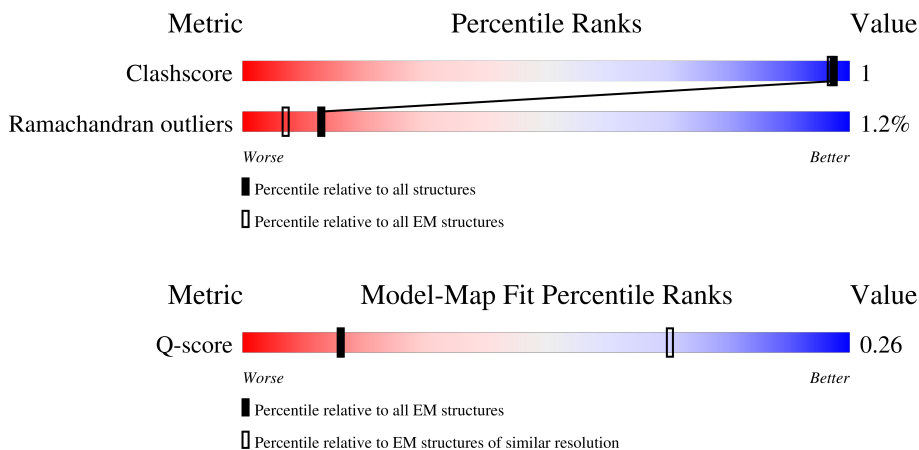 Metric Percentile Ranks Value
Clashscore 1
Ramachandran outliers 1.2%
Worse Better
Percentile relative to all structures
Percentile relative to all EM structures
Metric Model-Map Fit Percentile Ranks Value
Q-score 0.26
Worse Better
Percentile relative to all EM structures
Percentile relative to EM structures of similar resolution